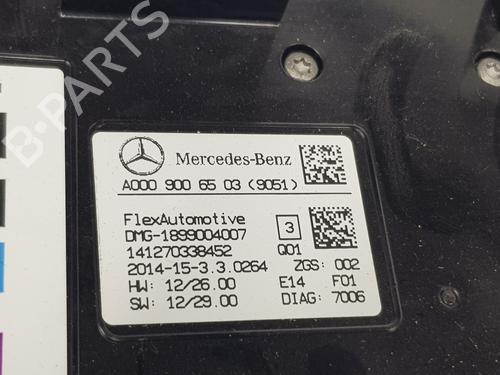 B-PARTS
Mercedes-Benz
A000 900 65 03 (9051)
FlexAutomotive
DMG-1899004007
3
141270338452
Q01
2014-15-3.3.0264
ZGS: 002
HW: 12/26.00
E14 F01
SW: 12/29.00
DIAG: 7006